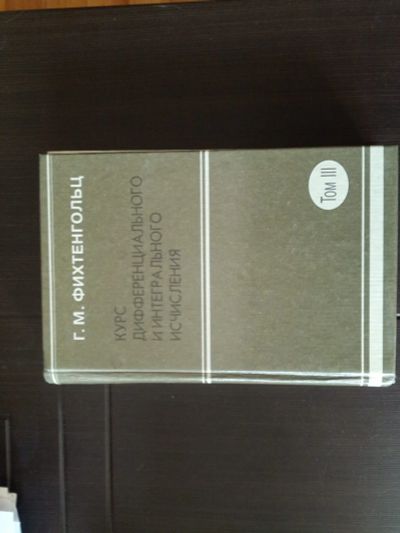 Г. М. ФИХТЕНГОЛЬЦ
КУРС
ДИФФЕРЕНЦИАЛЬНОГО
И ИНТЕГРАЛЬНОГО
ИСЧИСЛЕНИЯ
Том III